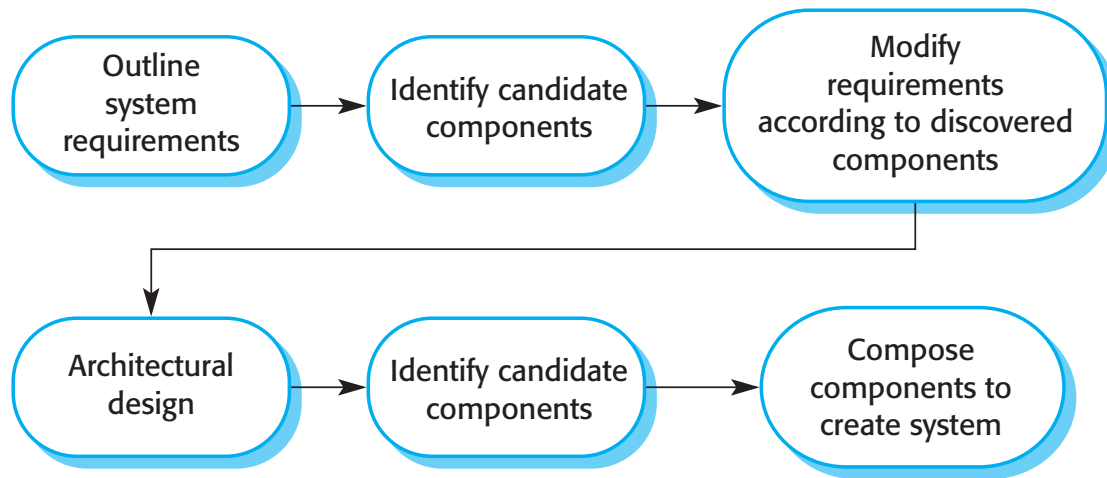 Outline
system
requirements
Identify candidate
components
Modify
requirements
according to discovered
components
Architectural
design
Identify candidate
components
Compose
components to
create system